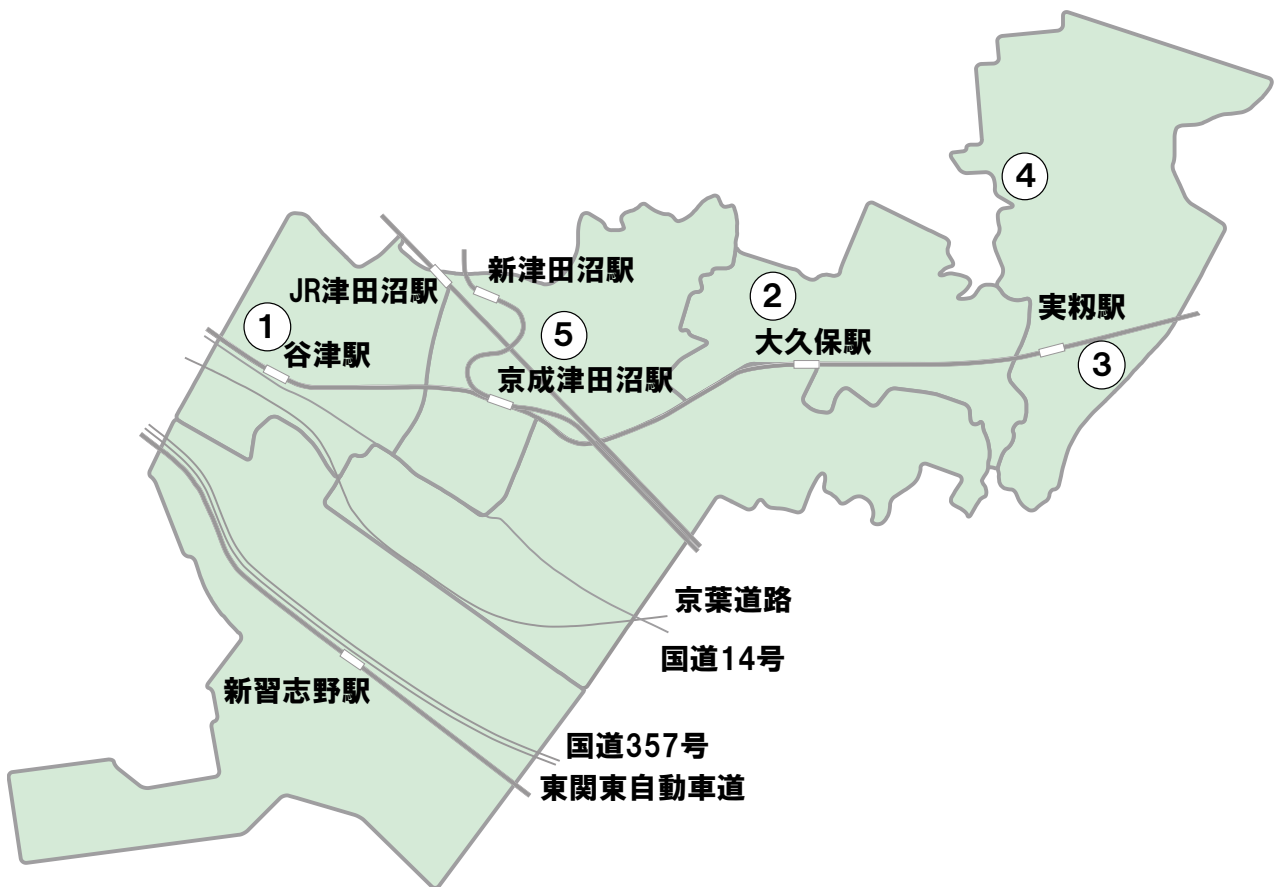 4
新津田沼駅
JR津田沼駅
2
1
5
実籾駅
谷津駅
大久保駅
3
京成津田沼駅
京葉道路
国道14号
新習志野駅
国道357号
東関東自動車道